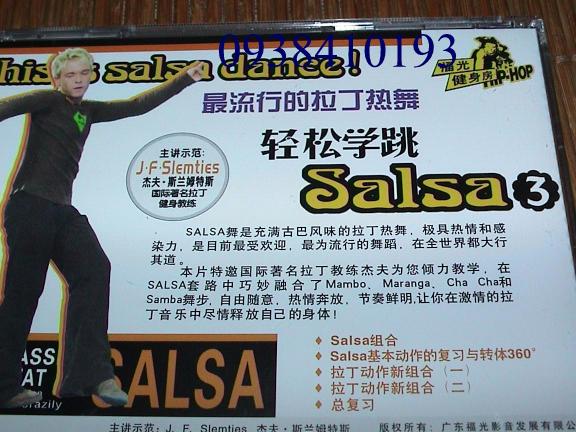 0938410193
his is salsa dance!
福光
健身房
HIP-HOP
最流行的拉丁热舞
轻松学跳
Salsa 3
主讲示范:
J·F·Slemties
杰夫·斯兰姆特斯
国际著名拉丁
健身教练
SALSA舞是充满古巴风味的拉丁热舞，极具热情和感
染力，是目前最受欢迎，最为流行的舞蹈，在全世界都大行
其道。
本片特邀国际著名拉丁教练杰夫为您倾力教学，在
SALSA套路中巧妙融合了Mambo、Maranga、Cha Cha和
Samba舞步，自由随意，热情奔放，节奏鲜明,让你在激情的拉
丁音乐中尽情释放自己的身体!
ASS
EAT
SALSA
Salsa组合
Salsa基本动作的复习与转体360°
拉丁动作新组合（一）
拉丁动作新组合（二）
总复习
主讲示范: J. F. Slemties、杰夫·斯兰姆特斯 版权所有: 广东福光影音发展有限公